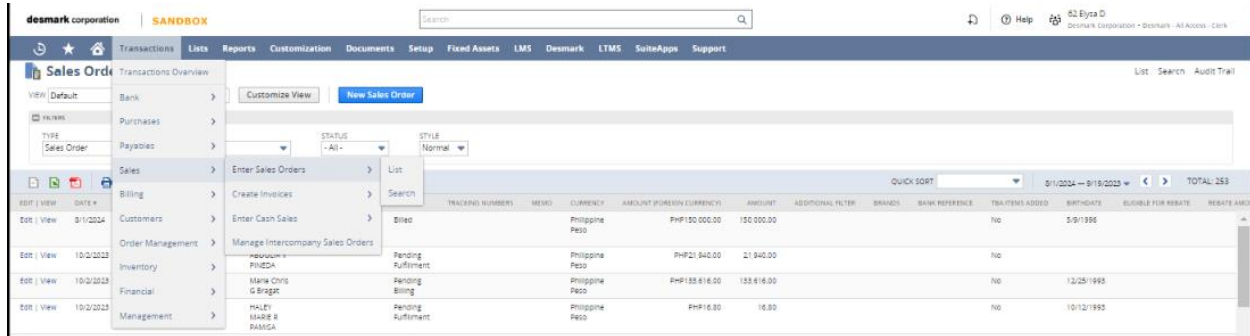 desmark corporation SANDBOX Search Help 62 Elysa D
Desmark Corporation - Desmark - All Access - Clerk
Transactions Lists Reports Customization Documents Setup Fixed Assets LMS Desmark LTMS SuiteApps Support
Sales Orde Transactions Overview List Search Audit Trail
VIEW Default Bank Customize View New Sales Order
FILTERS Purchases
TYPE STATUS STYLE
Sales Order Payables - All - Normal
Sales Enter Sales Orders List
QUICK SORT 8/1/2024 — 9/19/2023 TOTAL: 253
Billing Create Invoices Search
EDIT | VIEW DATE TRACKING NUMBERS MEMO CURRENCY AMOUNT (FOREIGN CURRENCY) AMOUNT ADDITIONAL FILTER BRANDS BANK REFERENCE TBA ITEMS ADDED BIRTHDATE ELIGIBLE FOR REBATE REBATE AMO
Edit | View 8/1/2024 Customers Enter Cash Sales Billed Philippine PHP150 000.00 150 000.00 No 5/9/1996
Peso
Order Management Manage Intercompany Sales Orders
Edit | View 10/2/2023 Pending Philippine PHP21 940.00 21 940.00 No
Inventory PINEDA Fulfillment Peso
Edit | View 10/2/2023 Marie Chris Pending Philippine PHP133 616.00 133,616.00 No 12/25/1993
Financial G Bragat Billing Peso
Edit | View 10/2/2023 HALEY Pending Philippine PHP16.80 16.80 No 10/12/1993
Management MARIE R Fulfillment Peso
PAMISA